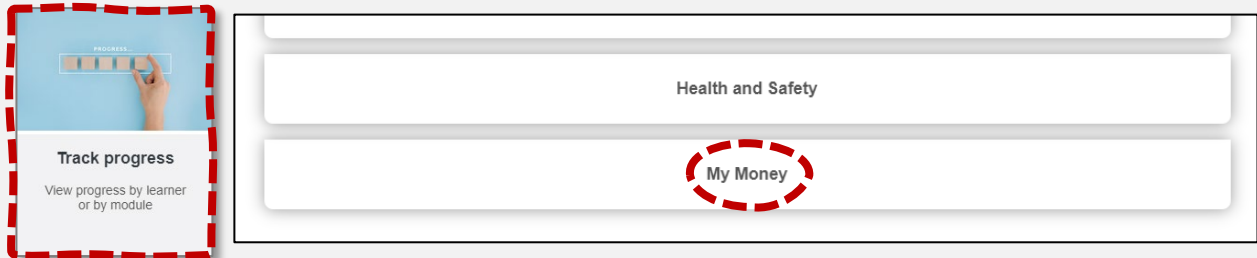 PROGRESS...
Track progress
View progress by learner
or by module
Health and Safety
My Money